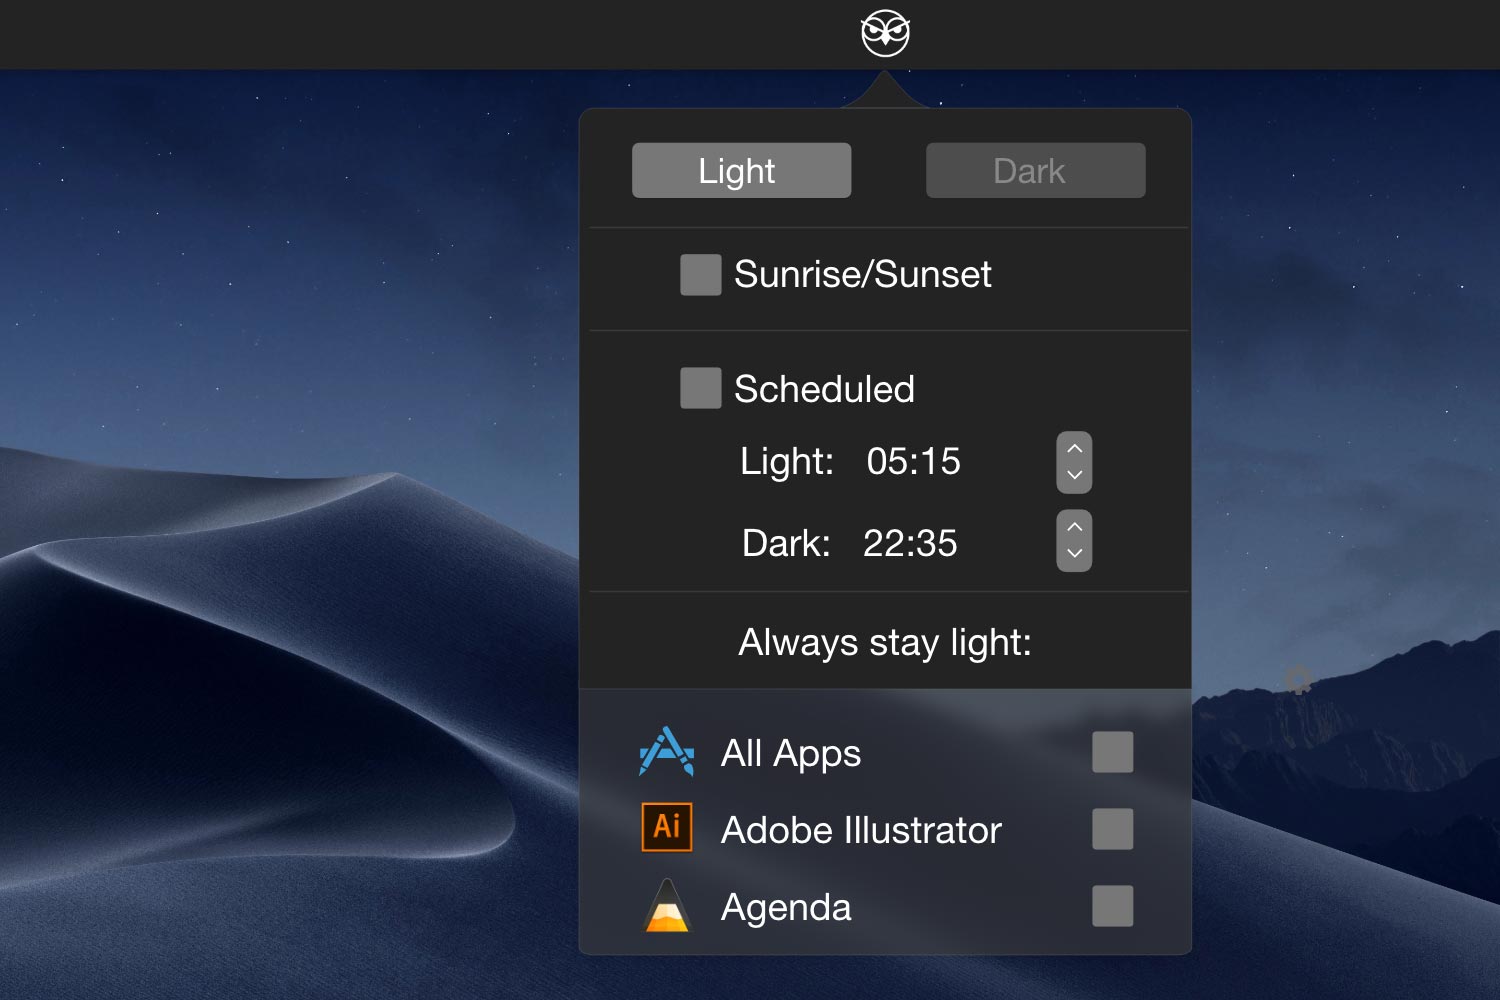 Light Dark
Sunrise/Sunset
Scheduled
Light: 05:15
Dark: 22:35
Always stay light:
All Apps
Ai Adobe Illustrator
Agenda